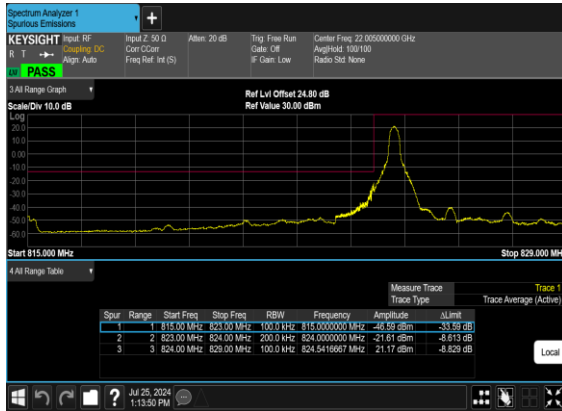 Spectrum Analyzer 1
Spurious Emissions
+
KEYSIGHT Input: RF Input Z: 50 Ω Atten: 20 dB Trig: Free Run Center Freq: 22.005000000 GHz
R T Coupling: DC Corr CCorr Gate: Off Avg|Hold: 100/100
Align: Auto Freq Ref: Int (S) IF Gain: Low Radio Std: None
PASS
3 All Range Graph
Ref Lvl Offset 24.80 dB
Scale/Div 10.0 dB Ref Value 30.00 dBm
Log
20.0
10.0
0.00
-10.0
-20.0
-30.0
-40.0
-50.0
-60.0
Start 815.000 MHz Stop 829.000 MH
4 All Range Table
Measure Trace Trace 1
Trace Type Trace Average (Active)
Spur Range Start Freq Stop Freq RBW Frequency Amplitude ΔLimit
1 1 815.00 MHz 823.00 MHz 100.0 kHz 815.0000000 MHz -46.59 dBm -33.59 dB
2 2 823.00 MHz 824.00 MHz 200.0 kHz 824.0000000 MHz -21.61 dBm -8.613 dB
3 3 824.00 MHz 829.00 MHz 100.0 kHz 824.5416667 MHz 21.17 dBm -8.829 dB
Local
? Jul 25, 2024
1:13:50 PM